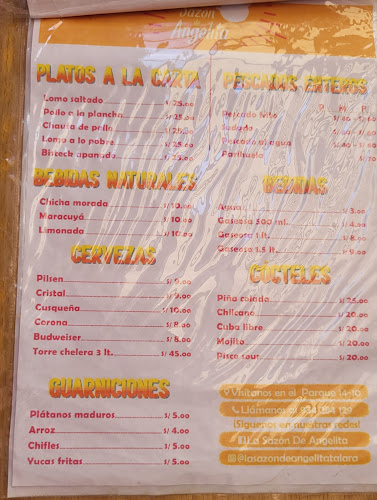 Sazón
Angelita
PLATOS A LA CARTA
Lomo saltado S/ 25.00
Pollo a la plancha S/ 25.00
Chaufa de pollo
Lomo a lo pobre S/ 25.00
Bisteck apanado S/ 25.00
BEBIDAS NATURALES
Chicha morada S/ 10.00
Maracuyá S/ 10.00
Limonada S/ 10.00
CERVEZAS
Pilsen S/ 9.00
Cristal S/ 9.00
Cusqueña S/ 10.00
Corona S/ 8.00
Budweiser S/ 8.00
Torre chelera 3 lt. S/ 45.00
GUARNICIONES
Plátanos maduros S/ 5.00
Arroz S/ 4.00
Chifles S/ 5.00
Yucas fritas S/ 5.00
PESCADOS ENTEROS
P M F
Pescado frito
Sudado
Pescado al agua
Parihuela
BEBIDAS
Agua S/ 3.00
Gaseosa 500 ml. S/ 4.00
Gaseosa 1 lt. S/ 8.00
Gaseosa 1.5 lt. S/ 9.00
COCTELES
Piña colada S/ 25.00
Chilcano S/ 20.00
Cuba libre S/ 20.00
Mojito S/ 20.00
Pisco sour S/ 20.00
Visítanos en el Parque 14-10
Llámanos al
¡Siguenos en nuestras redes!
La Sazón De Angelita
@lasazondeangelitatalara